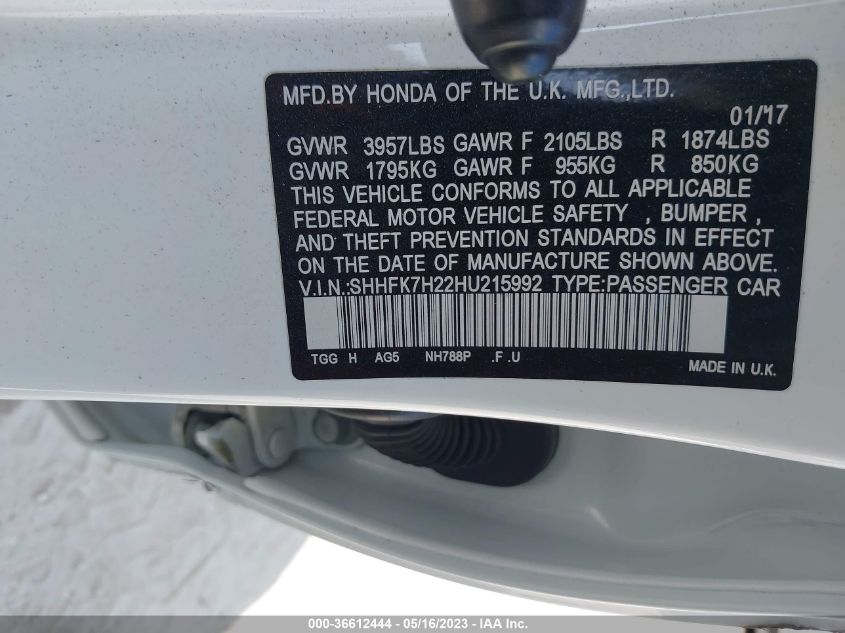 MFD.BY HONDA OF THE U.K. MFG.,LTD.
01/17
GVWR 3957LBS GAWR F 2105LBS R 1874LBS
GVWR 1795KG GAWR F 955KG R 850KG
THIS VEHICLE CONFORMS TO ALL APPLICABLE
FEDERAL MOTOR VEHICLE SAFETY , BUMPER ,
AND THEFT PREVENTION STANDARDS IN EFFECT
ON THE DATE OF MANUFACTURE SHOWN ABOVE.
V.I.N.:SHHFK7H22HU215992 TYPE:PASSENGER CAR
TGG H AG5 NH788P .F .U
MADE IN U.K.
000-36612444 - 05/16/2023 - IAA Inc.